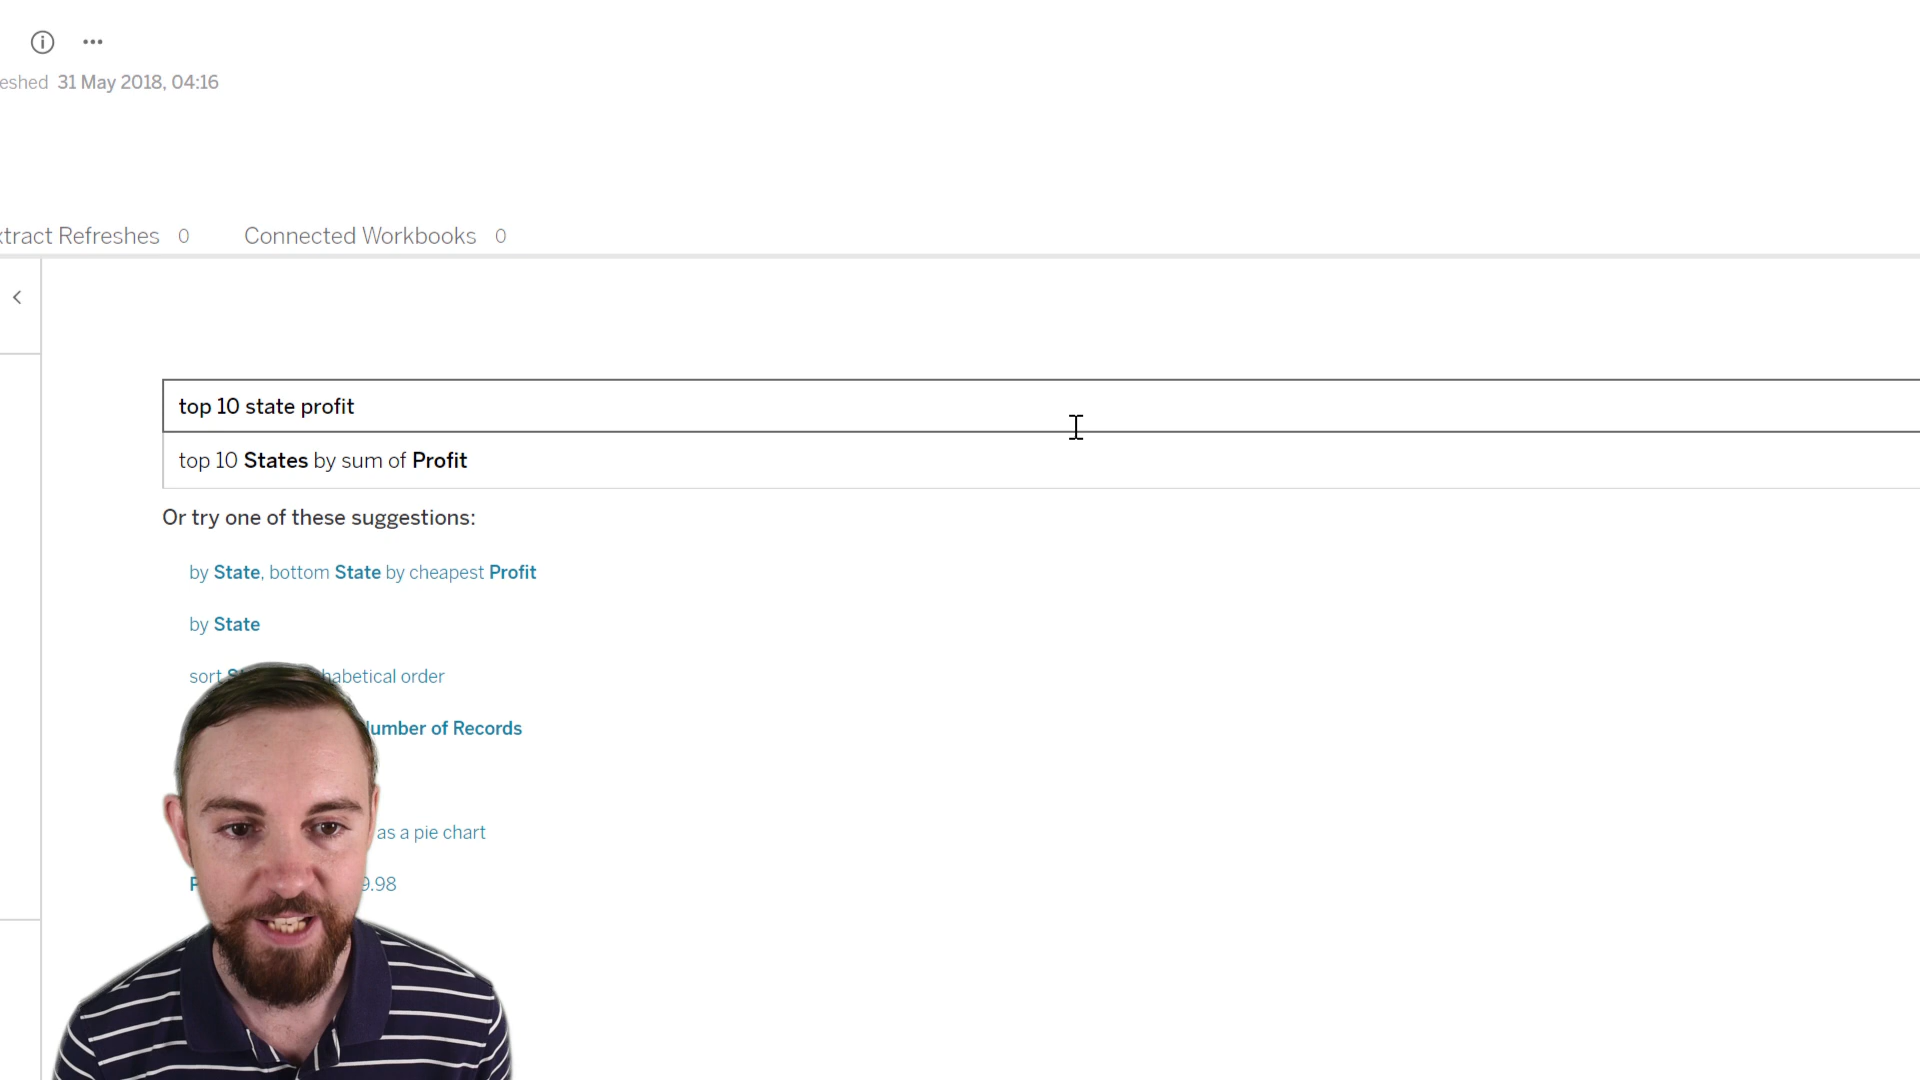 eshed 31 May 2018, 04:16
tract Refreshes 0 Connected Workbooks 0
top 10 state profit
top 10 States by sum of Profit
Or try one of these suggestions:
by State, bottom State by cheapest Profit
by State
sort habetical order
umber of Records
as a pie chart
9.98